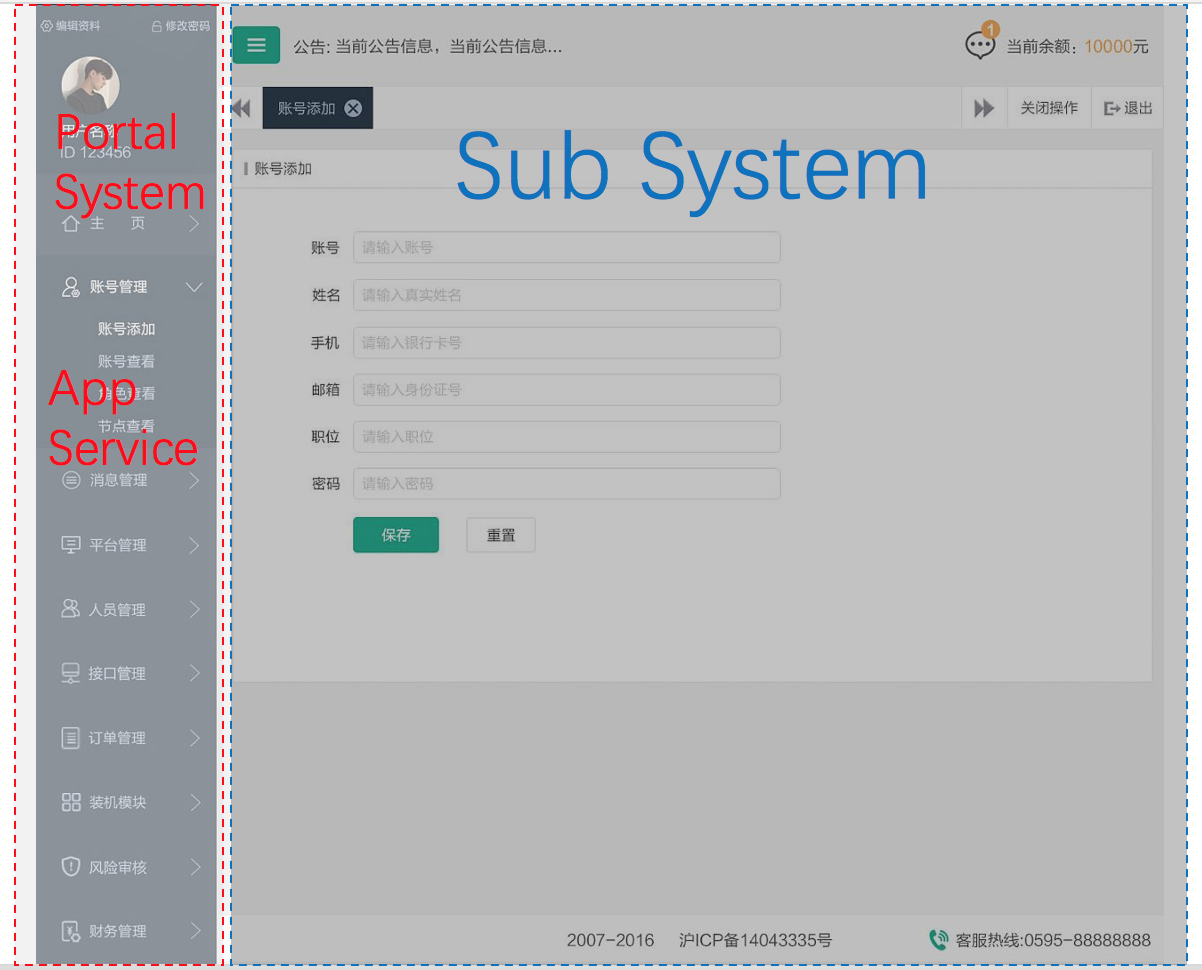 编辑资料
修改密码
用户名称
ID 123456
Portal
System
主 页
账号管理
账号添加
账号查看
角色查看
节点查看
App
Service
消息管理
平台管理
人员管理
接口管理
订单管理
装机模块
风险审核
财务管理
公告: 当前公告信息，当前公告信息...
1
当前余额：10000元
账号添加
关闭操作
退出
Sub System
账号添加
账号 请输入账号
姓名 请输入真实姓名
手机 请输入银行卡号
邮箱 请输入身份证号
职位 请输入职位
密码 请输入密码
保存 重置
2007-2016 沪ICP备14043335号
客服热线:0595-88888888